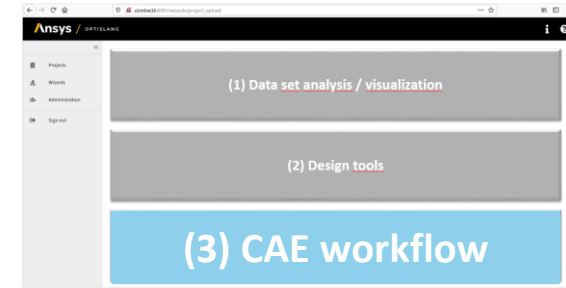 Ansys / OPTISLANG
Projects
Wizards
Administration
Sign out
(1) Data set analysis / visualization
(2) Design tools
(3) CAE workflow